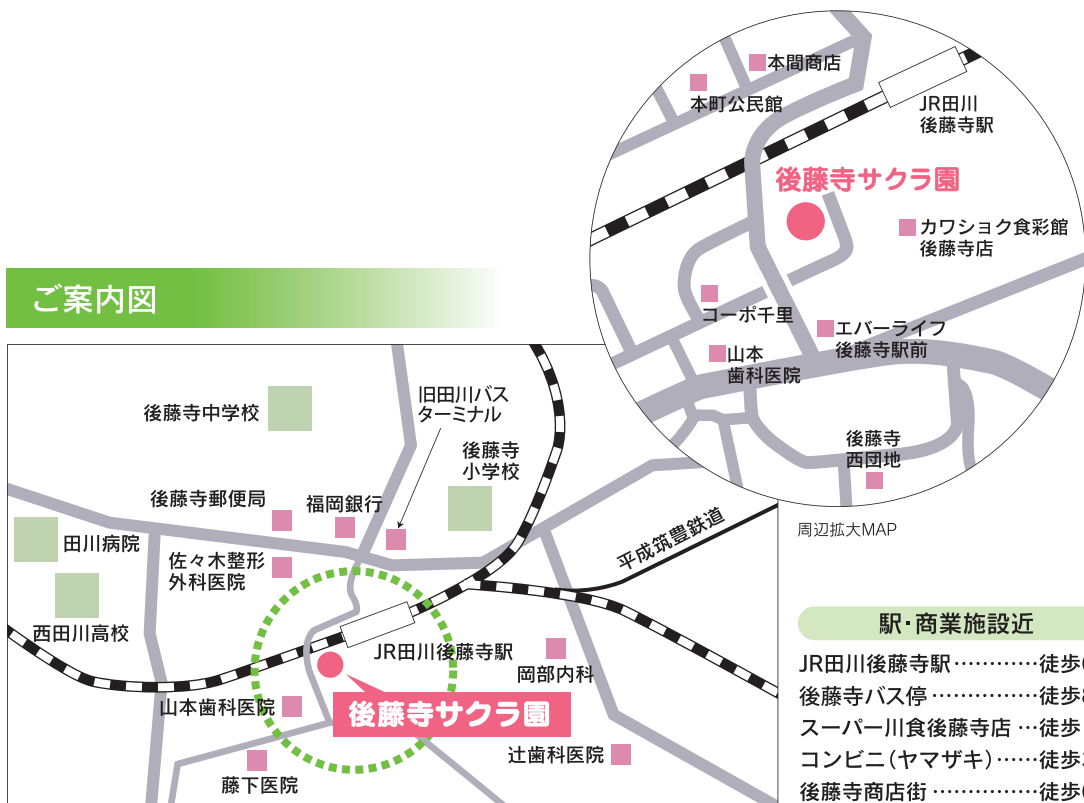 本間商店
本町公民館
JR田川
後藤寺駅
後藤寺サクラ園
カワショク食彩館
後藤寺店
コーポ千里
エバーライフ
後藤寺駅前
山本
歯科医院
後藤寺
西団地
周辺拡大MAP
ご案内図
後藤寺中学校
旧田川バス
ターミナル
後藤寺
小学校
後藤寺郵便局
福岡銀行
田川病院
佐々木整形
外科医院
平成筑豊鉄道
西田川高校
JR田川後藤寺駅
岡部内科
山本歯科医院
後藤寺サクラ園
辻歯科医院
藤下医院
駅・商業施設近
JR田川後藤寺駅…………徒歩
後藤寺バス停……………徒歩
スーパー川食後藤寺店…徒歩
コンビニ（ヤマザキ）……徒歩
後藤寺商店街……………徒歩